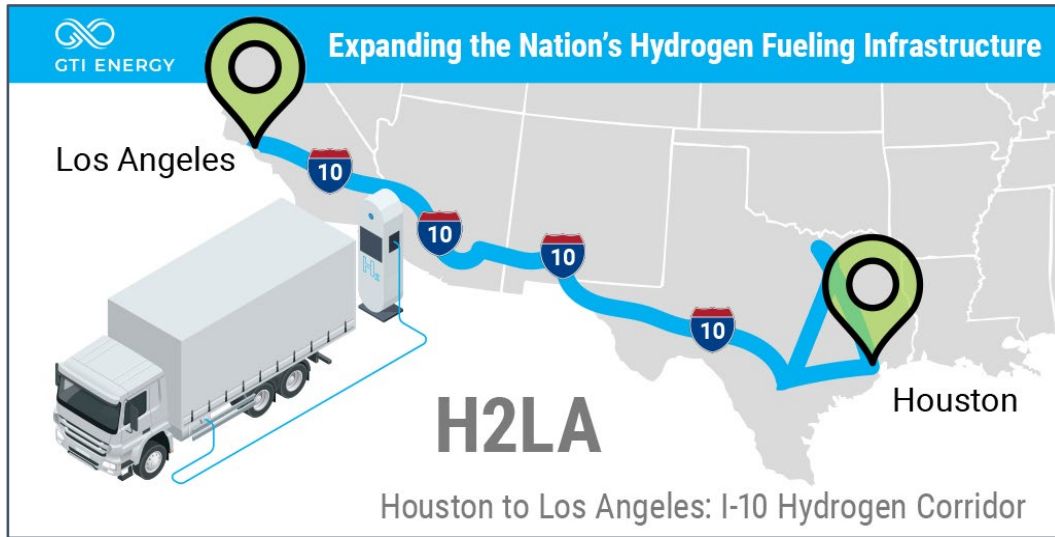 GTI ENERGY
Expanding the Nation's Hydrogen Fueling Infrastructure
Los Angeles
10
10
10
10
H₂
Houston
H2LA
Houston to Los Angeles: I-10 Hydrogen Corridor